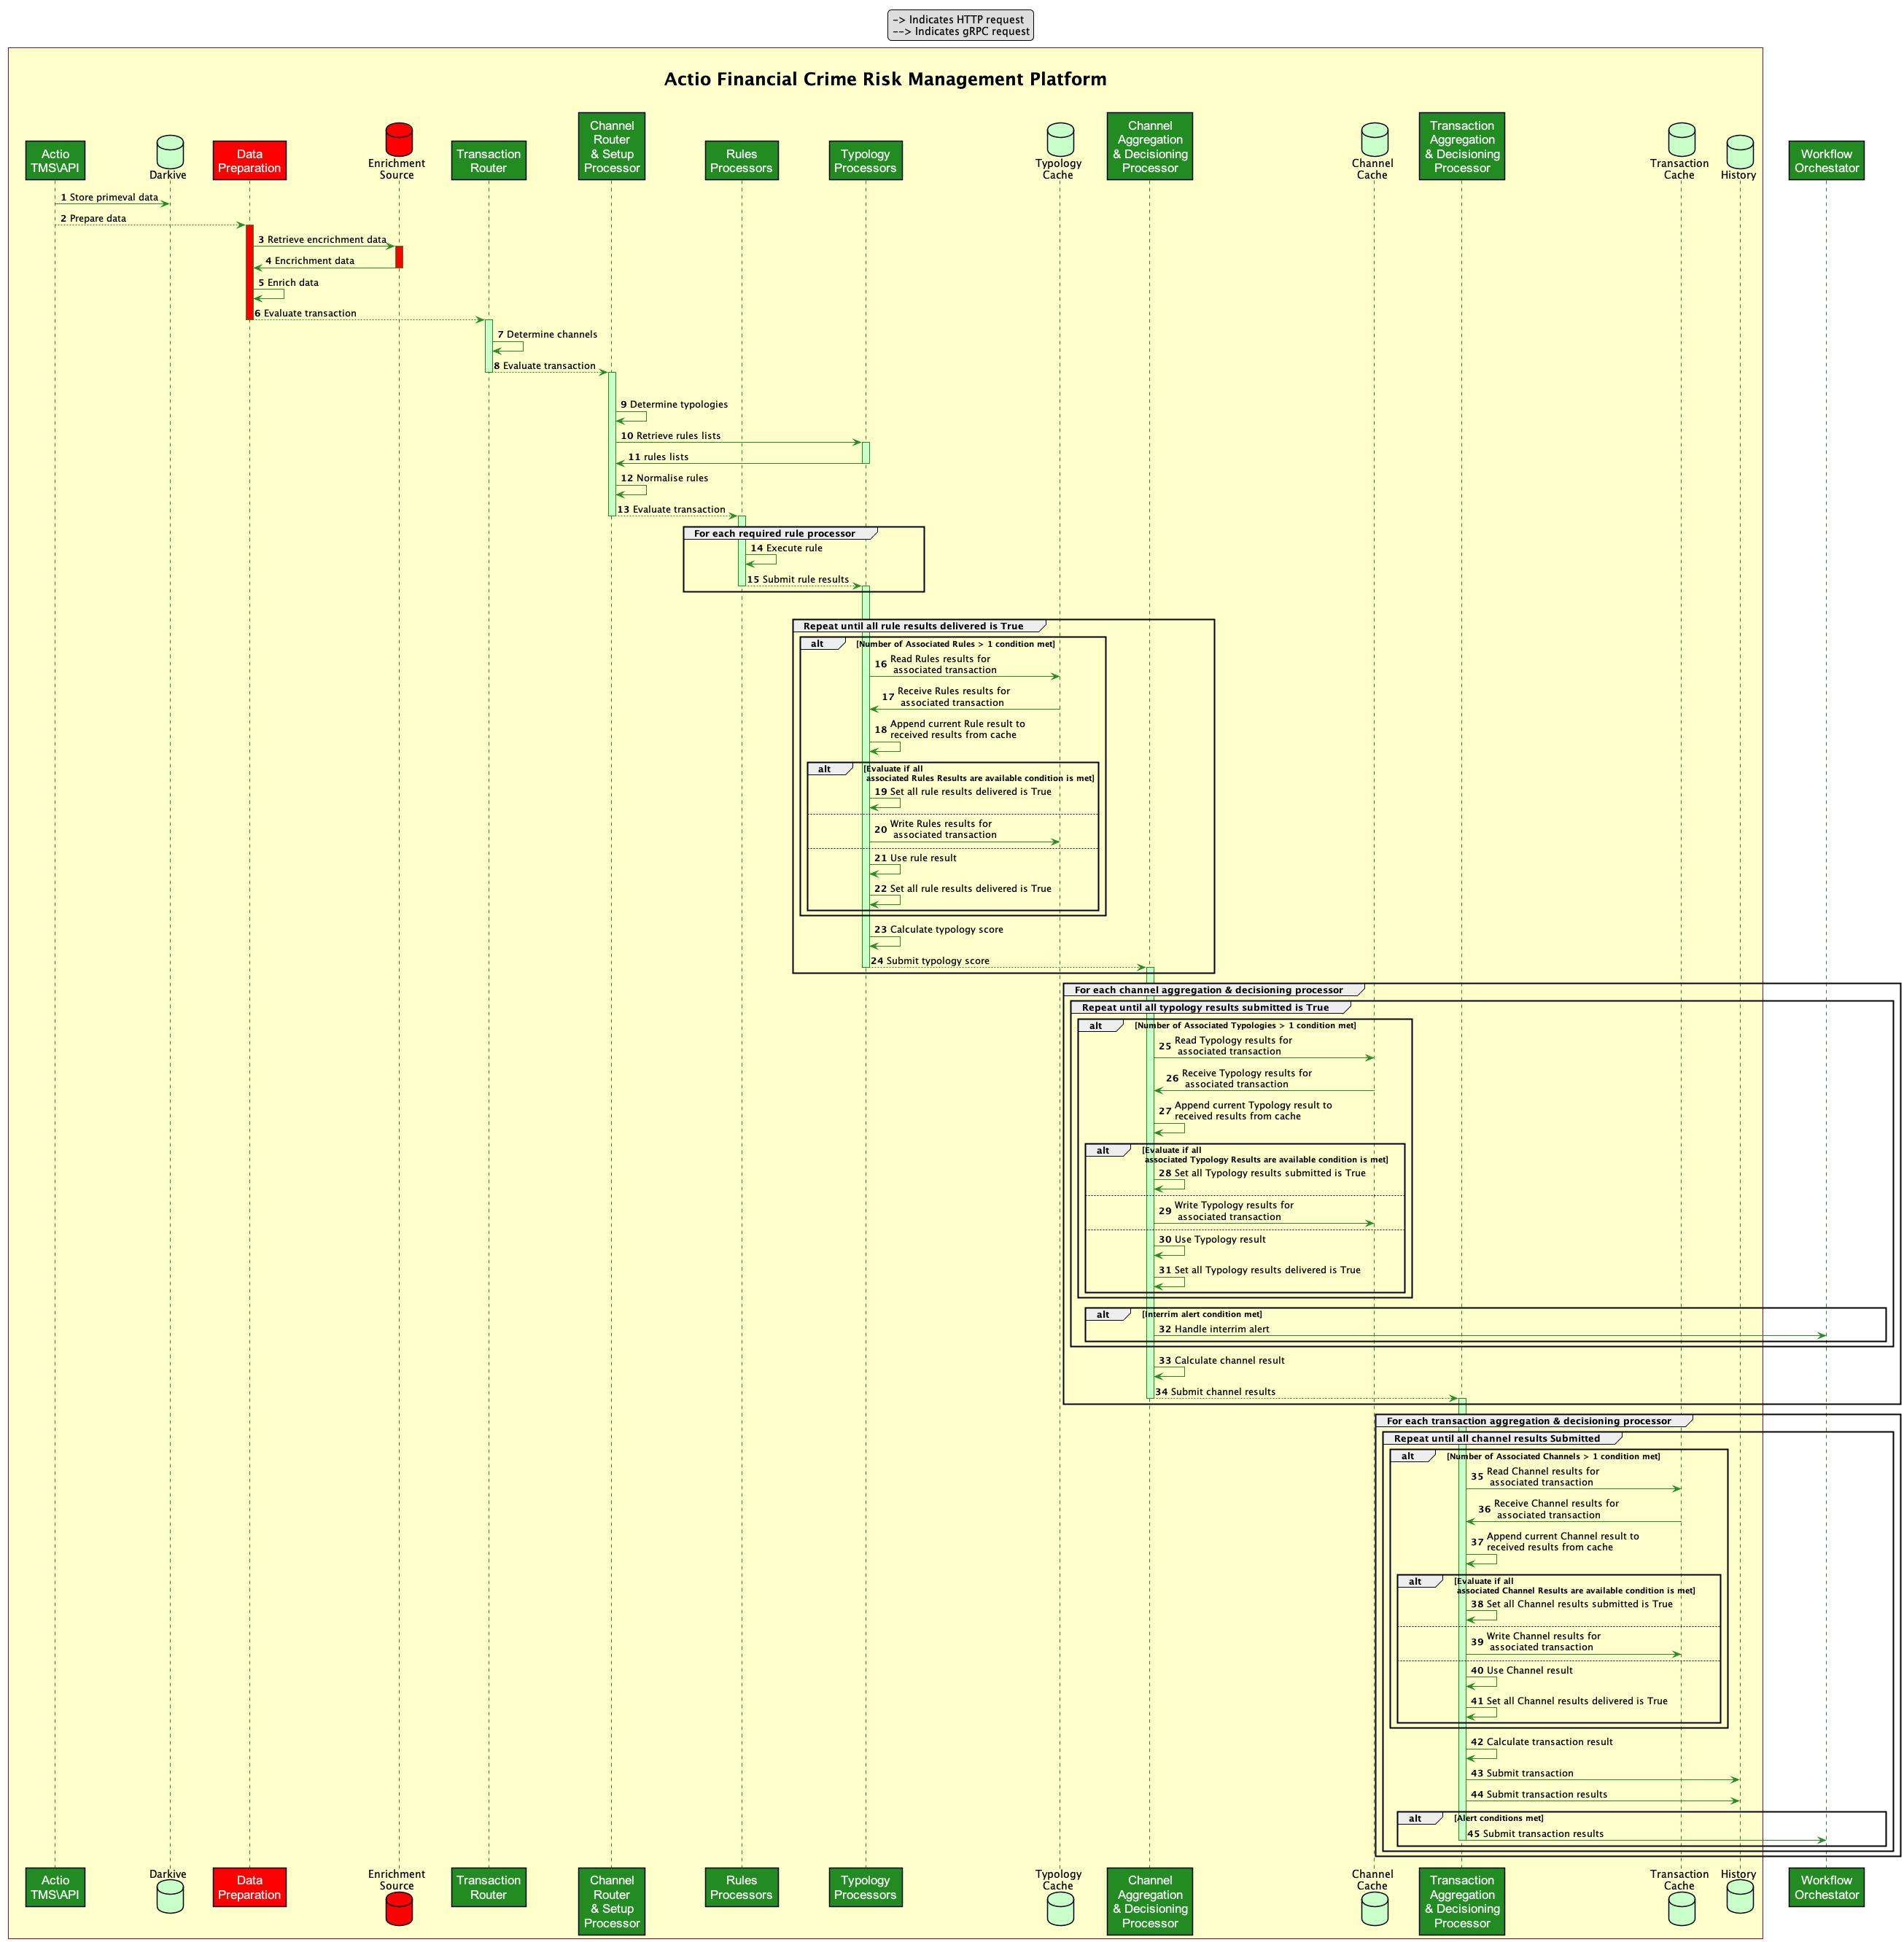 -> Indicates HTTP request
--> Indicates gRPC request
Actio Financial Crime Risk Management Platform
Actio
TMS\API
Darkive
Data
Preparation
Enrichment
Source
Transaction
Router
Channel
Router
& Setup
Processor
Rules
Processors
Typology
Processors
Typology
Cache
Channel
Aggregation
& Decisioning
Processor
Channel
Cache
Transaction
Aggregation
& Decisioning
Processor
Transaction
Cache
History
Workflow
Orchestrator
1 Store primeval data
2 Prepare data
3 Retrieve encrichment data
4 Encrichment data
5 Enrich data
6 Evaluate transaction
7 Determine channels
8 Evaluate transaction
9 Determine typologies
10 Retrieve rules lists
11 rules lists
12 Normalise rules
13 Evaluate transaction
For each required rule processor
14 Execute rule
15 Submit rule results
Repeat until all rule results delivered is True
alt [Number of Associated Rules > 1 condition met]
16 Read Rules results for
associated transaction
17 Receive Rules results for
associated transaction
18 Append current Rule result to
received results from cache
alt [Evaluate if all
associated Rules Results are available condition is met]
19 Set all rule results delivered is True
20 Write Rules results for
associated transaction
21 Use rule result
22 Set all rule results delivered is True
23 Calculate typology score
24 Submit typology score
For each channel aggregation & decisioning processor
Repeat until all typology results submitted is True
alt [Number of Associated Typologies > 1 condition met]
25 Read Typology results for
associated transaction
26 Receive Typology results for
associated transaction
27 Append current Typology result to
received results from cache
alt [Evaluate if all
associated Typology Results are available condition is met]
28 Set all Typology results submitted is True
29 Write Typology results for
associated transaction
30 Use Typology result
31 Set all Typology results delivered is True
alt [Interrim alert condition met]
32 Handle interrim alert
33 Calculate channel result
34 Submit channel results
For each transaction aggregation & decisioning processor
Repeat until all channel results Submitted
alt [Number of Associated Channels > 1 condition met]
35 Read Channel results for
associated transaction
36 Receive Channel results for
associated transaction
37 Append current Channel result to
received results from cache
alt [Evaluate if all
associated Channel Results are available condition is met]
38 Set all Channel results submitted is True
39 Write Channel results for
associated transaction
40 Use Channel result
41 Set all Channel results delivered is True
42 Calculate transaction result
43 Submit transaction
44 Submit transaction results
alt [Alert conditions met]
45 Submit transaction results
Actio
TMS\API
Darkive
Data
Preparation
Enrichment
Source
Transaction
Router
Channel
Router
& Setup
Processor
Rules
Processors
Typology
Processors
Typology
Cache
Channel
Aggregation
& Decisioning
Processor
Channel
Cache
Transaction
Aggregation
& Decisioning
Processor
Transaction
Cache
History
Workflow
Orchestrator